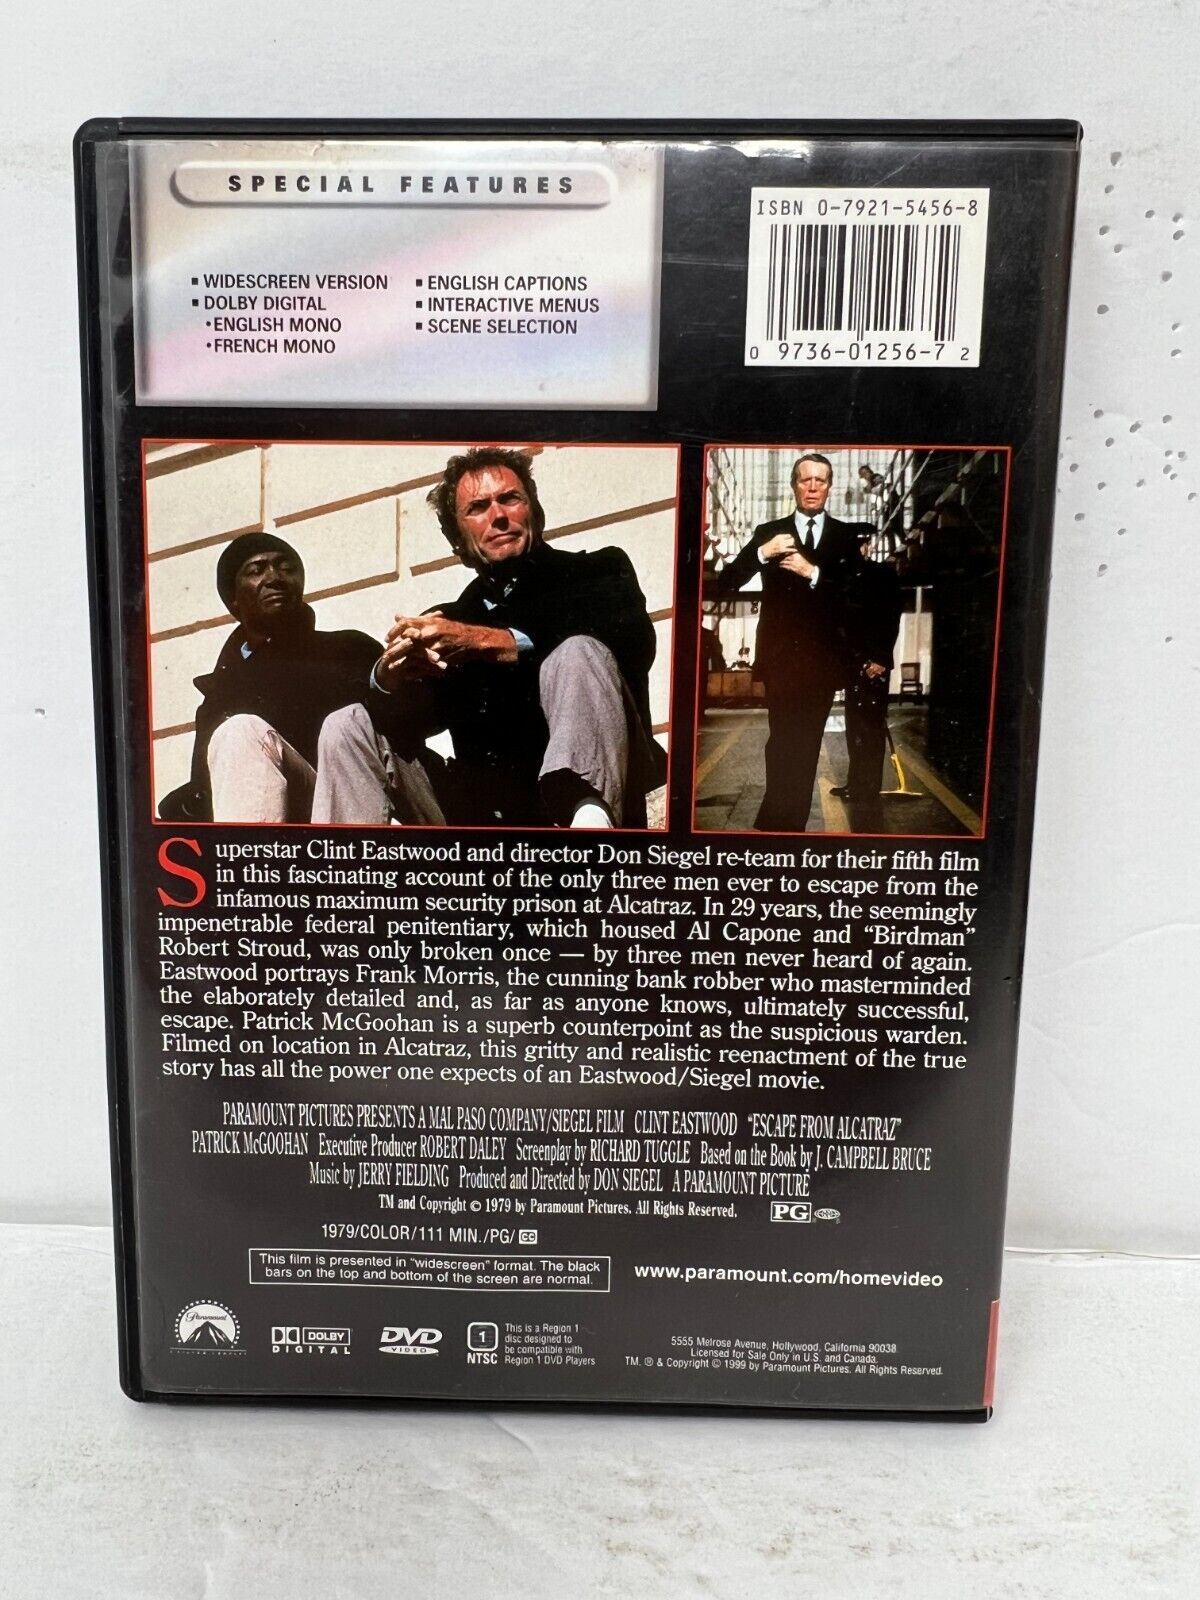 SPECIAL FEATURES
▪ WIDESCREEN VERSION
▪ DOLBY DIGITAL
•ENGLISH MONO
•FRENCH MONO
▪ ENGLISH CAPTIONS
▪ INTERACTIVE MENUS
▪ SCENE SELECTION
ISBN 0-7921-5456-8
0 9736-01256-7 2
Superstar Clint Eastwood and director Don Siegel re-team for their fifth film
in this fascinating account of the only three men ever to escape from the
infamous maximum security prison at Alcatraz. In 29 years, the seemingly
impenetrable federal penitentiary, which housed Al Capone and “Birdman”
Robert Stroud, was only broken once — by three men never heard of again.
Eastwood portrays Frank Morris, the cunning bank robber who masterminded
the elaborately detailed and, as far as anyone knows, ultimately successful,
escape. Patrick McGoohan is a superb counterpoint as the suspicious warden.
Filmed on location in Alcatraz, this gritty and realistic reenactment of the true
story has all the power one expects of an Eastwood/Siegel movie.
PARAMOUNT PICTURES PRESENTS A MAL PASO COMPANY/SIEGEL FILM CLINT EASTWOOD “ESCAPE FROM ALCATRAZ”
PATRICK McGOOHAN Executive Producer ROBERT DALEY Screenplay by RICHARD TUGGLE Based on the Book by J. CAMPBELL BRUCE
Music by JERRY FIELDING Produced and Directed by DON SIEGEL A PARAMOUNT PICTURE
TM and Copyright © 1979 by Paramount Pictures. All Rights Reserved. PG
1979/COLOR/111 MIN./PG/ CC
This film is presented in "widescreen" format. The black
bars on the top and bottom of the screen are normal.
www.paramount.com/homevideo
Paramount
DOLBY
DIGITAL
DVD
VIDEO
1
NTSC
This is a Region 1
disc designed to
be compatible with
Region 1 DVD Players
5555 Melrose Avenue, Hollywood, California 90038
Licensed for Sale Only in U.S. and Canada.
TM, ® & Copyright © 1999 by Paramount Pictures. All Rights Reserved.